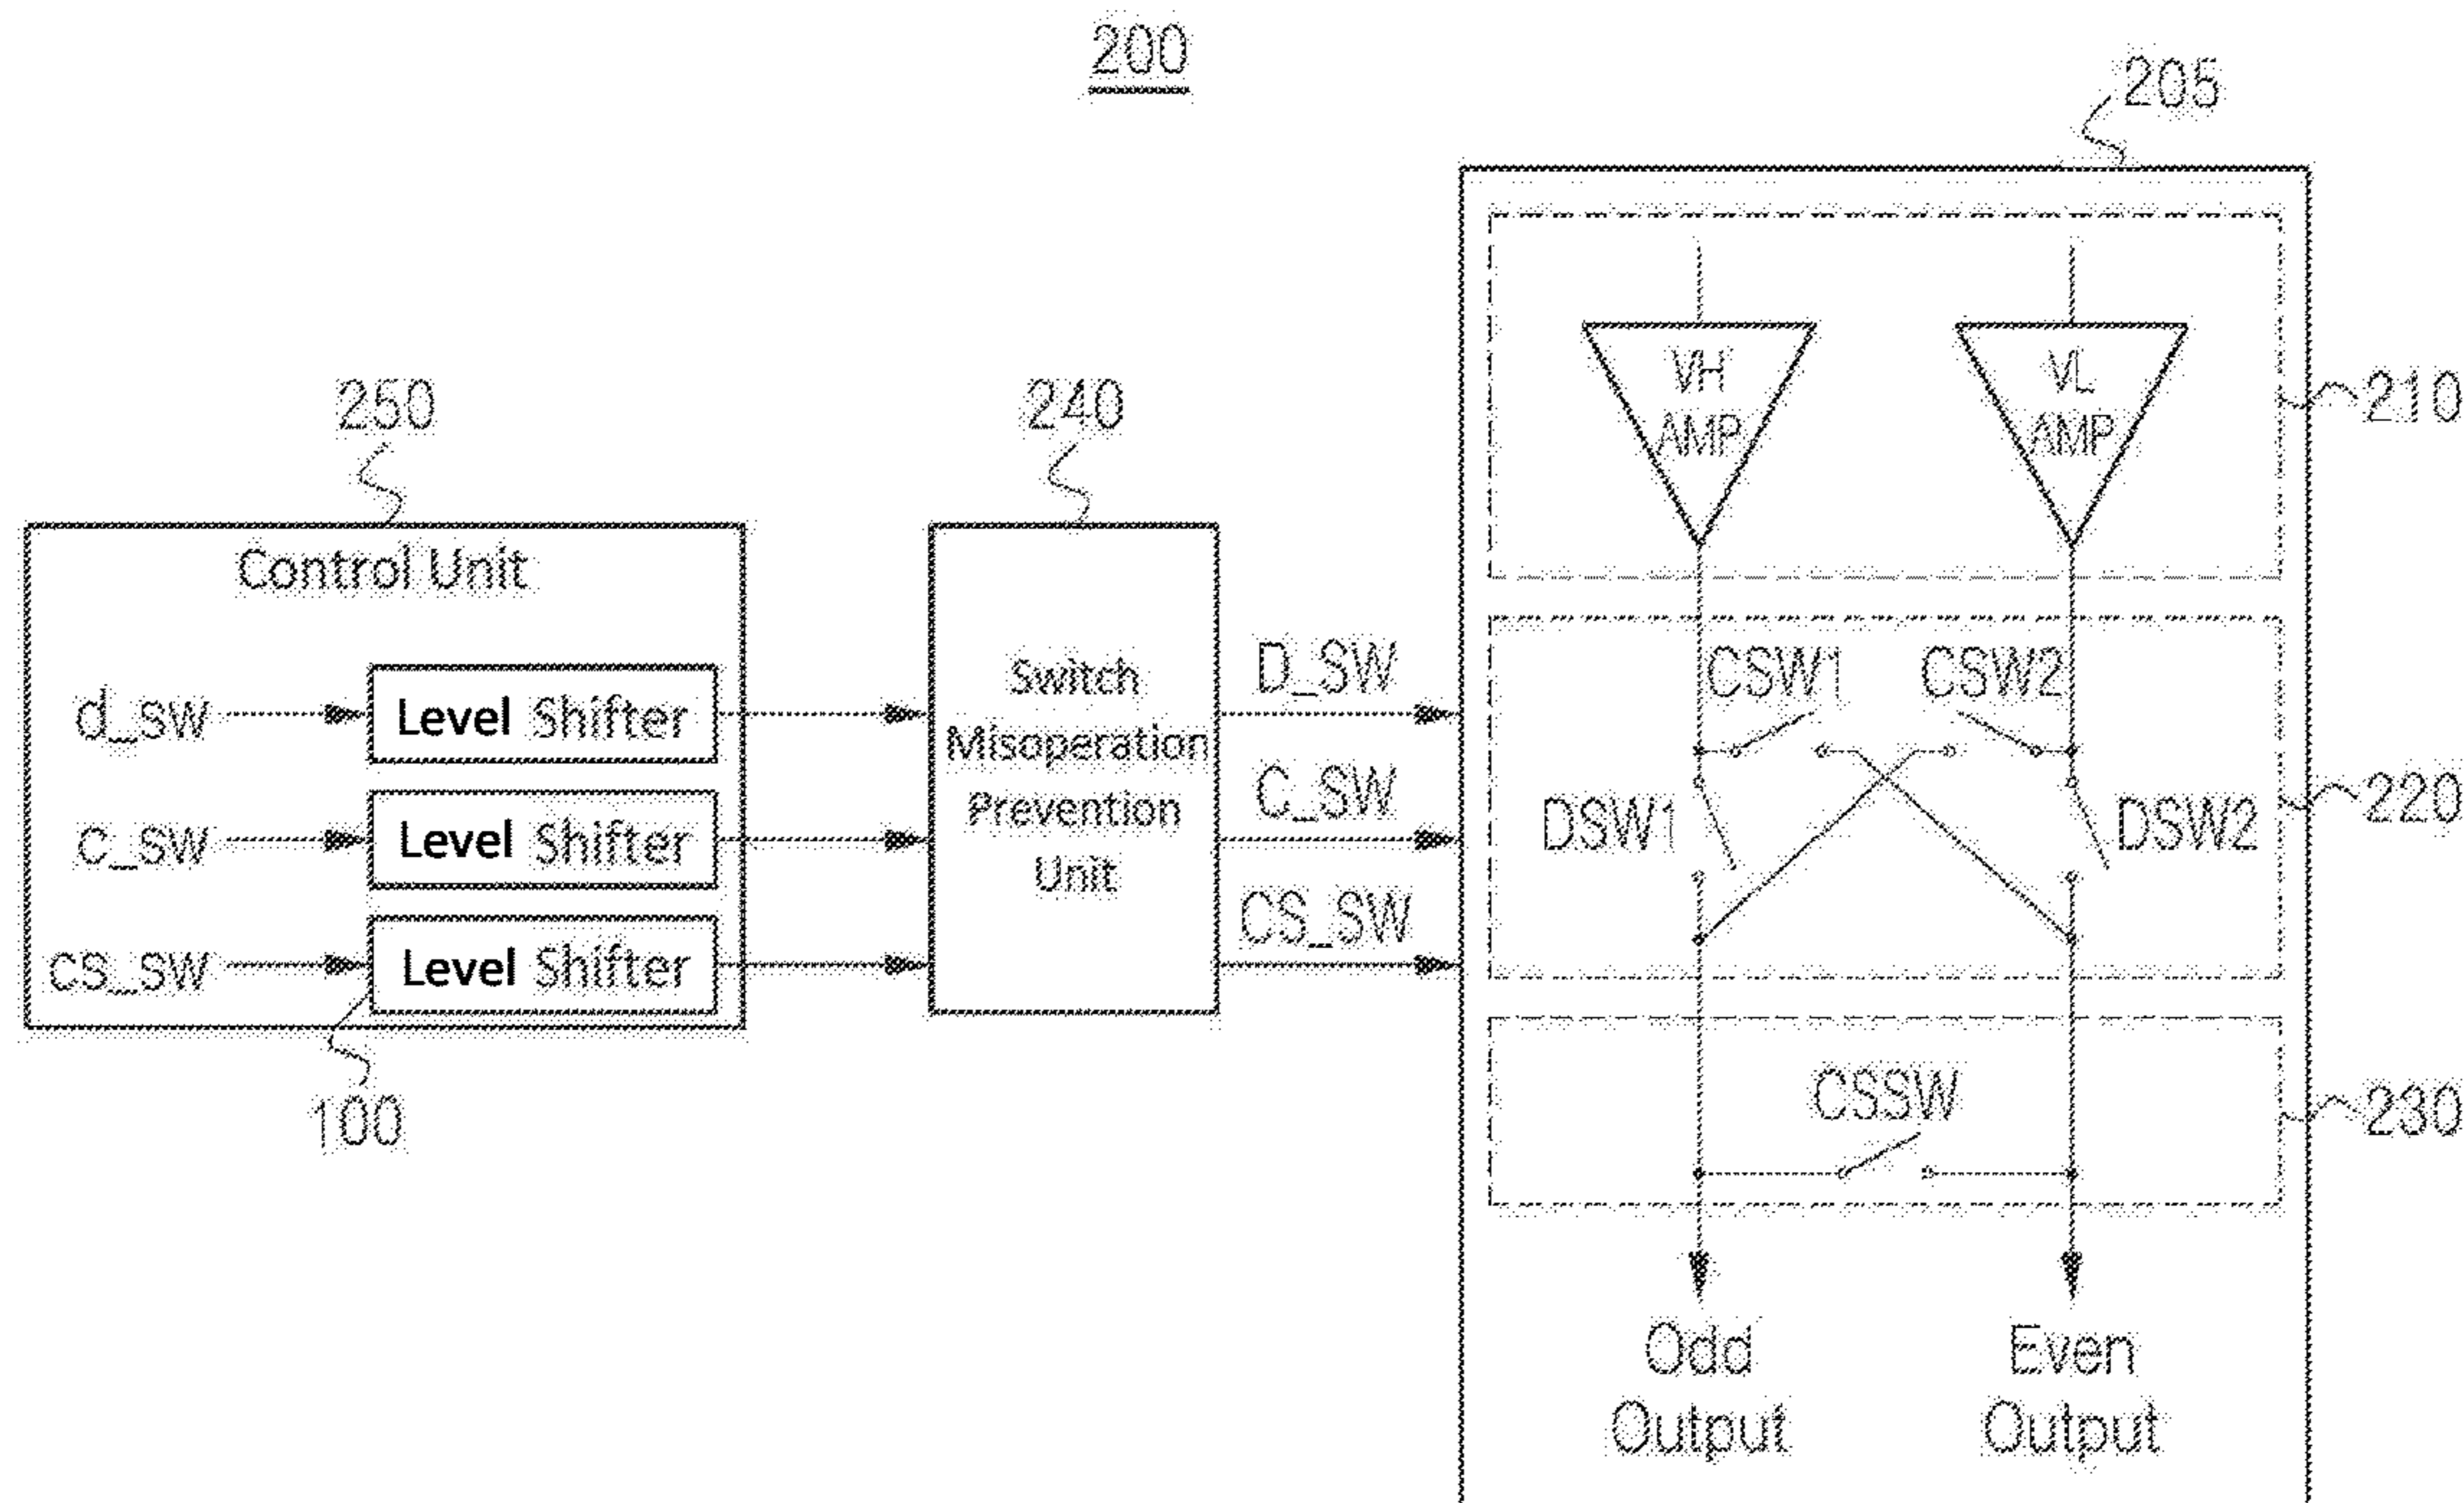 200
205
VH
AMP
VL
AMP
210
250
240
Control Unit
d_sw
Level Shifter
c_sw
Level Shifter
cs_sw
Level Shifter
100
Switch
Misoperation
Prevention
Unit
D_SW
C_SW
CS_SW
CSW1
CSW2
DSW1
DSW2
220
CSSW
230
Odd
Output
Even
Output